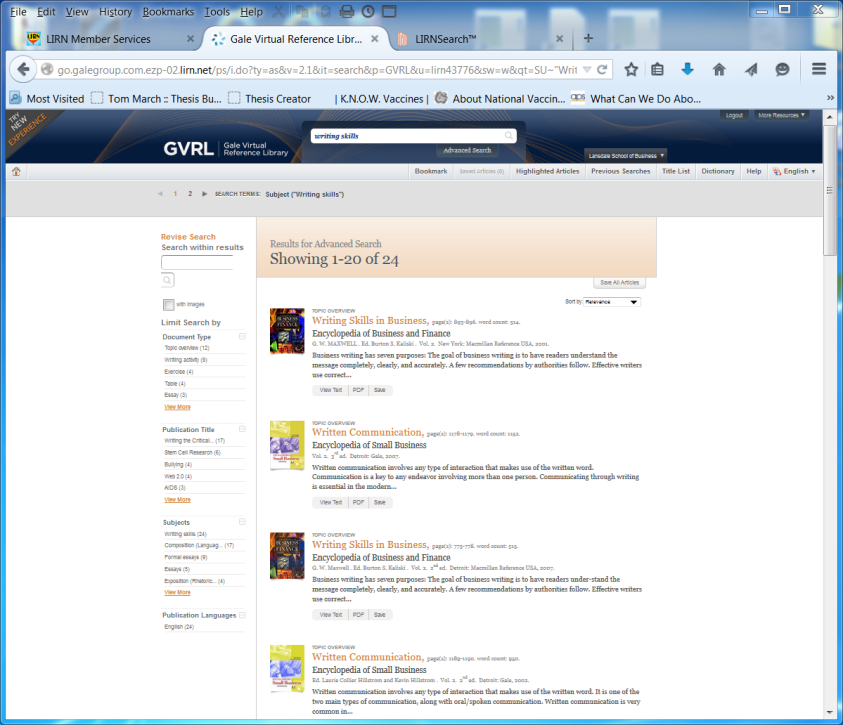 File Edit View History Bookmarks Tools Help
LIRN Member Services × Gale Virtual Reference Libr... × LIRNSearch™ × +
go.galegroup.com.ezp-02.lirn.net/ps/i.do?ty=as&v=2.1&it=search&p=GVRL&u=lirn43776&sw=w&qt=SU~"Writ
Most Visited Tom March :: Thesis Bu... Thesis Creator | K.N.O.W. Vaccines | About National Vaccin... What Can We Do Abo... »
TRY NEW EXPERIENCE
Logout More Resources
writing skills
GVRL Gale Virtual Reference Library
Advanced Search
Lansdale School of Business
Bookmark Saved Articles (0) Highlighted Articles Previous Searches Title List Dictionary Help English
1 2 SEARCH TERMS: Subject ("Writing skills")
Revise Search
Search within results
with images
Limit Search by
Document Type
Topic overview (12)
Writing activity (8)
Exercise (4)
Table (4)
Essay (3)
View More
Publication Title
Writing the Critical... (17)
Stem Cell Research (6)
Bullying (4)
Web 2.0 (4)
AIDS (3)
View More
Subjects
Writing skills (24)
Composition (Languag... (17)
Formal essays (9)
Essays (5)
Exposition (Rhetoric... (4)
View More
Publication Languages
English (24)
Results for Advanced Search
Showing 1-20 of 24
Save All Articles
Sort by: Relevance
TOPIC OVERVIEW
Writing Skills in Business, page(s): 893-896. word count: 514.
Encyclopedia of Business and Finance
G. W. MAXWELL . Ed. Burton S. Kaliski . Vol. 2. New York: Macmillan Reference USA, 2001.
Business writing has seven purposes: The goal of business writing is to have readers understand the
message completely, clearly, and accurately. A few recommendations by authorities follow. Effective writers
use correct...
View Text PDF Save
TOPIC OVERVIEW
Written Communication, page(s): 1176-1179. word count: 1192.
Encyclopedia of Small Business
Vol. 2. 3rd ed. Detroit: Gale, 2007.
Written communication involves any type of interaction that makes use of the written word.
Communication is a key to any endeavor involving more than one person. Communicating through writing
is essential in the modern...
View Text PDF Save
TOPIC OVERVIEW
Writing Skills in Business, page(s): 775-778. word count: 513.
Encyclopedia of Business and Finance
G. W. Maxwell . Ed. Burton S. Kaliski . Vol. 2. 2nd ed. Detroit: Macmillan Reference USA, 2007.
Business writing has seven purposes: The goal of business writing is to have readers under-stand the
message completely, clearly, and accurately. A few recommendations by authorities follow. Effective writers
use correct...
View Text PDF Save
TOPIC OVERVIEW
Written Communication, page(s): 1189-1190. word count: 990.
Encyclopedia of Small Business
Ed. Laurie Collier Hillstrom and Kevin Hillstrom . Vol. 2. 2nd ed. Detroit: Gale, 2002.
Written communication involves any type of interaction that makes use of the written word. It is one of the
two main types of communication, along with oral/spoken communication. Written communication is very
common in...